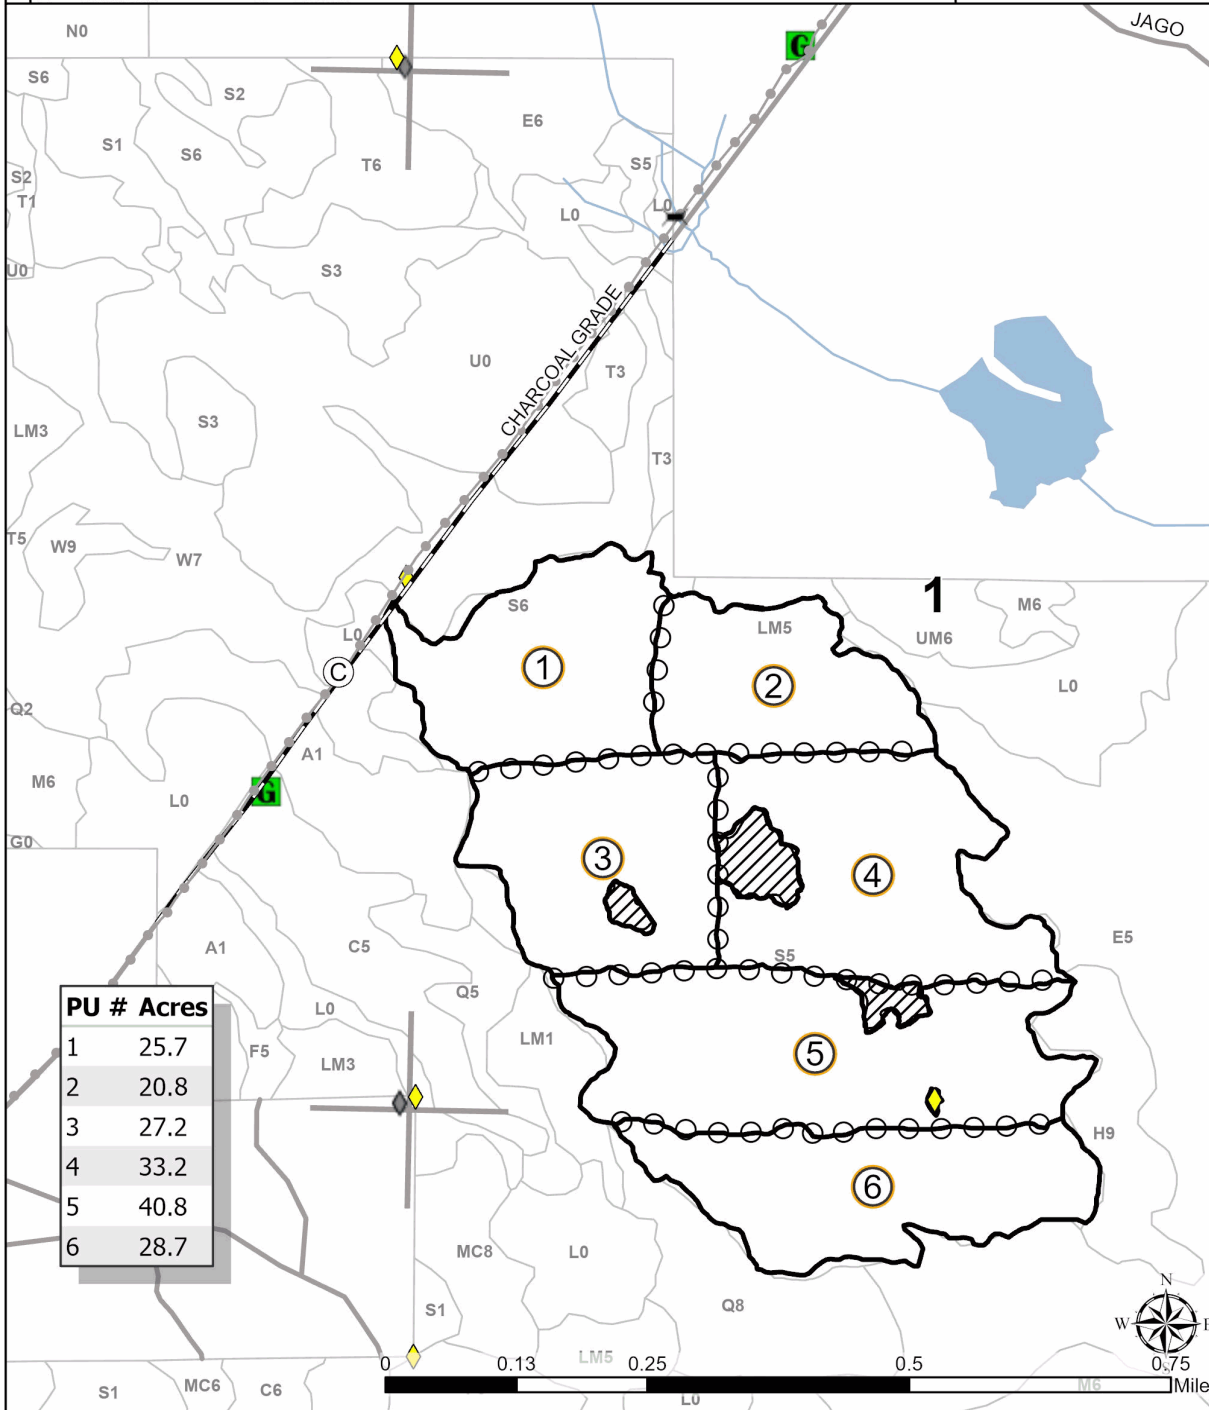 JAGO
N0
G
S6
S2
E6
S1
S6
T6
S5
S2
T1
L0
L0
U0
S3
CHARCOAL GRADE
U0
T3
S3
LM3
T3
T5
W9
W7
1
S6
M6
LM5
UM6
L0
C
1
2
L0
Q2
A1
M6
L0
G
G0
3
4
A1
C5
S5
E5
Q5
L0
LM1
F5
LM3
5
H9
6
PU # Acres
1 25.7
2 20.8
3 27.2
4 33.2
5 40.8
6 28.7
MC8
L0
S1
Q8
N
W E
S
LM5
0 0.13 0.25 0.5 0.75
Mile
S1
MC6
C6
L0
M6